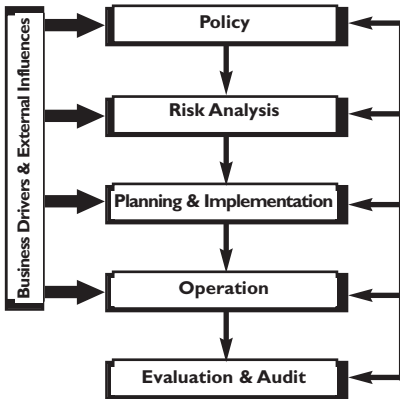 Business Drivers & External Influences
Policy
Risk Analysis
Planning & Implementation
Operation
Evaluation & Audit